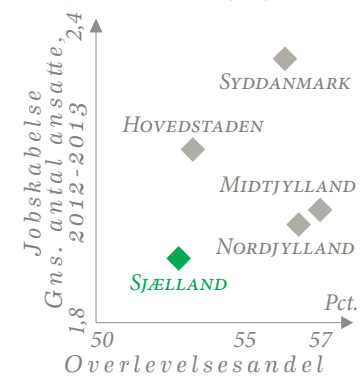 Jobskabelse
Gns. antal ansatte,
2012-2013
2,4
1,8
SYDDANMARK
HOVEDSTADEN
MIDTJYLLAND
NORDJYLLAND
SJÆLLAND
Pct.
50 55 57
Overlevelsesandel